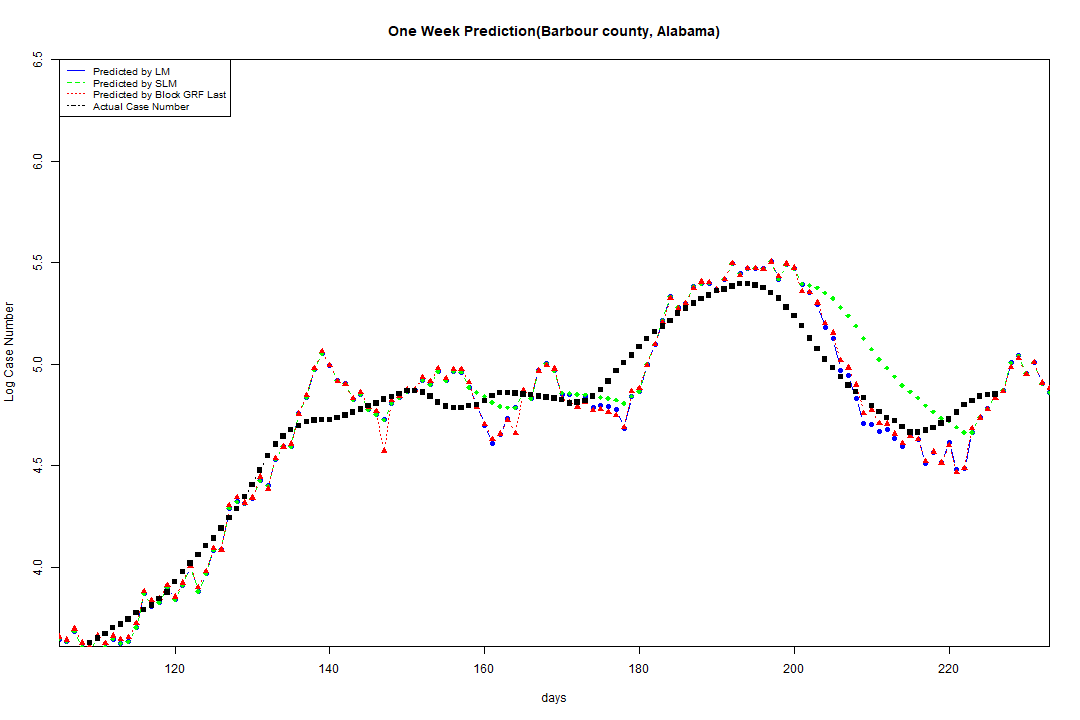 One Week Prediction(Barbour county, Alabama)
6.5
6.0
5.5
5.0
4.5
4.0
Log Case Number
Predicted by LM
Predicted by SLM
Predicted by Block GRF Last
Actual Case Number
120 140 160 180 200 220
days